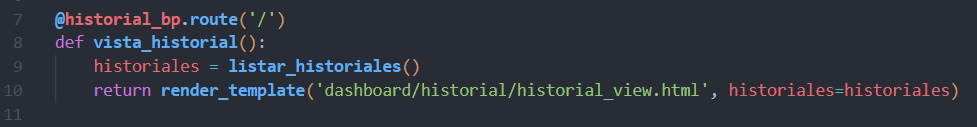 7 @historial_bp.route('/')
8 def vista_historial():
9     historiales = listar_historiales()
10     return render_template('dashboard/historial/historial_view.html', historiales=historiales)
11